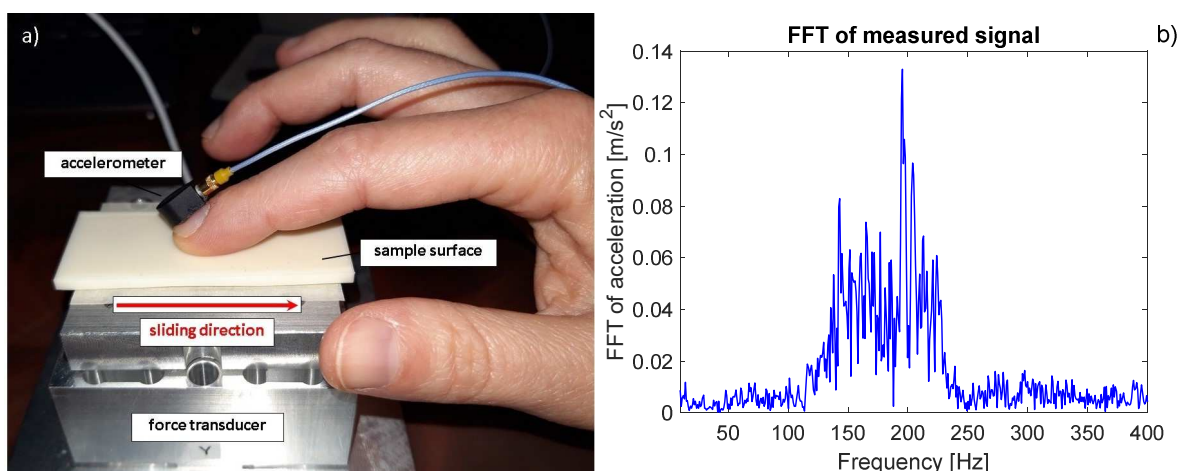 a)
accelerometer
sample surface
sliding direction
force transducer
Y
FFT of measured signal
b)
FFT of acceleration [m/s²]
0.14
0.12
0.1
0.08
0.06
0.04
0.02
0
50 100 150 200 250 300 350 400
Frequency [Hz]